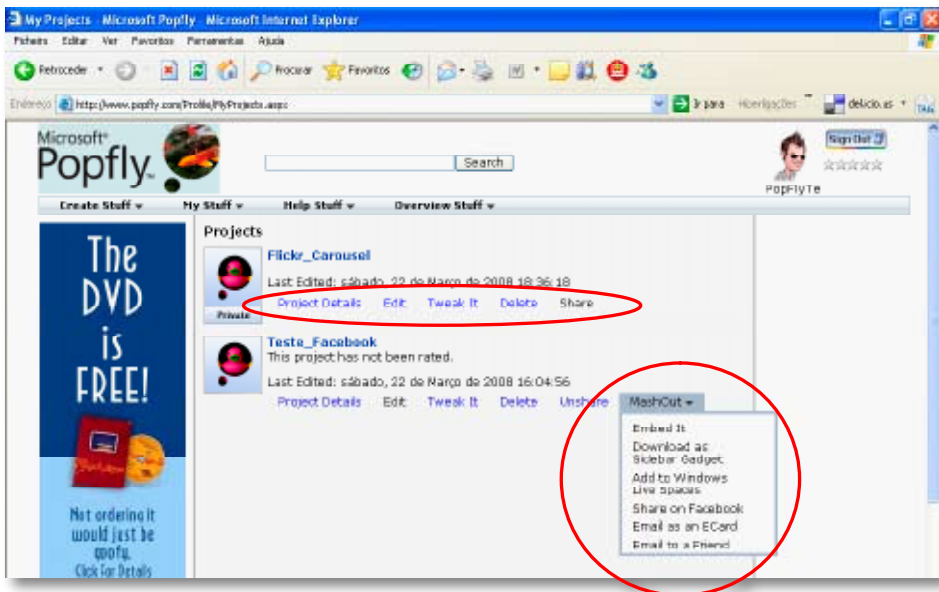 My Projects - Microsoft Popfly - Microsoft Internet Explorer
Ficheiro Editar Ver Favoritos Ferramentas Ajuda
Retroceder Procurar Favoritos
Endereço http://www.popfly.com/Profile/MyProjects.aspx Ir para Hiperligações del.icio.us TAG
Microsoft®
Popfly™
Search
Sign Out
PopFlyTe
Create Stuff My Stuff Help Stuff Overview Stuff
Projects
Flickr_Carousel
Last Edited: sábado, 22 de Março de 2008 18:36:18
Project Details Edit Tweak It Delete Share
Private
Teste_Facebook
This project has not been rated.
Last Edited: sábado, 22 de Março de 2008 16:04:56
Project Details Edit Tweak It Delete Unshare MashOut
Embed It
Download as
Sidebar Gadget
Add to Windows
Live Spaces
Share on Facebook
Email as an ECard
Email to a Friend
The
DVD
is
FREE!
Not ordering it
would just be
goofy.
Click For Details